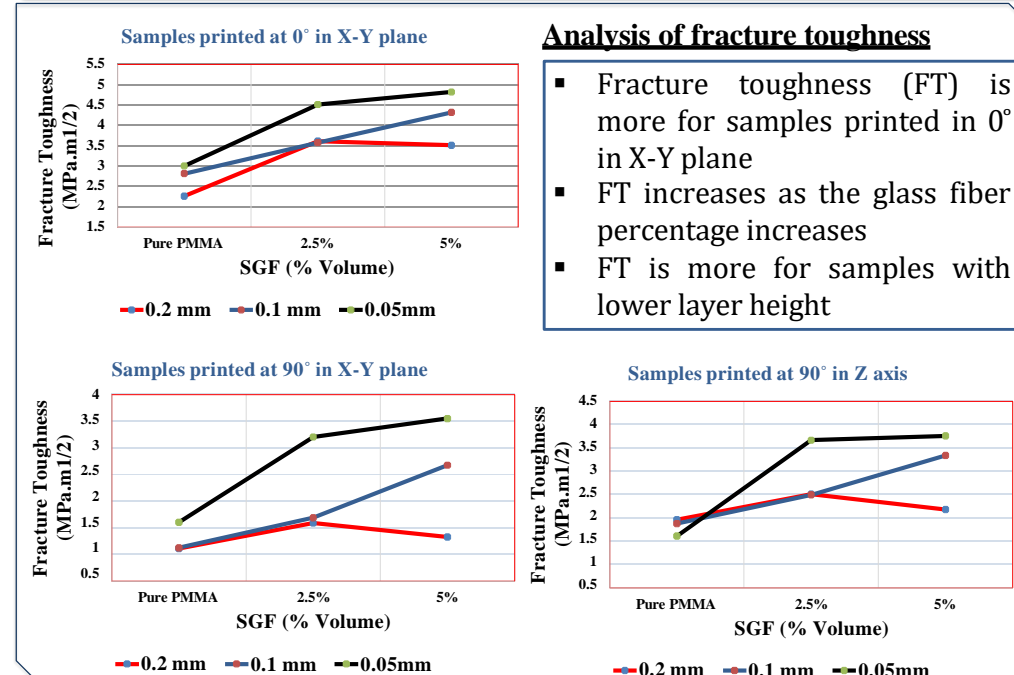 Samples printed at 0° in X-Y plane
Fracture Toughness
(MPa.m1/2)
5.5
5
4.5
4
3.5
3
2.5
2
1.5
Pure PMMA 2.5% 5%
SGF (% Volume)
0.2 mm 0.1 mm 0.05mm
Analysis of fracture toughness
▪ Fracture toughness (FT) is
more for samples printed in 0°
in X-Y plane
▪ FT increases as the glass fiber
percentage increases
▪ FT is more for samples with
lower layer height
Samples printed at 90° in X-Y plane
Fracture Toughness
(MPa.m1/2)
4
3.5
3
2.5
2
1.5
1
0.5
Pure PMMA 2.5% 5%
SGF (% Volume)
0.2 mm 0.1 mm 0.05mm
Samples printed at 90° in Z axis
Fracture Toughness
(MPa.m1/2)
4.5
4
3.5
3
2.5
2
1.5
1
0.5
Pure PMMA 2.5% 5%
SGF (% Volume)
0.2 mm 0.1 mm 0.05mm